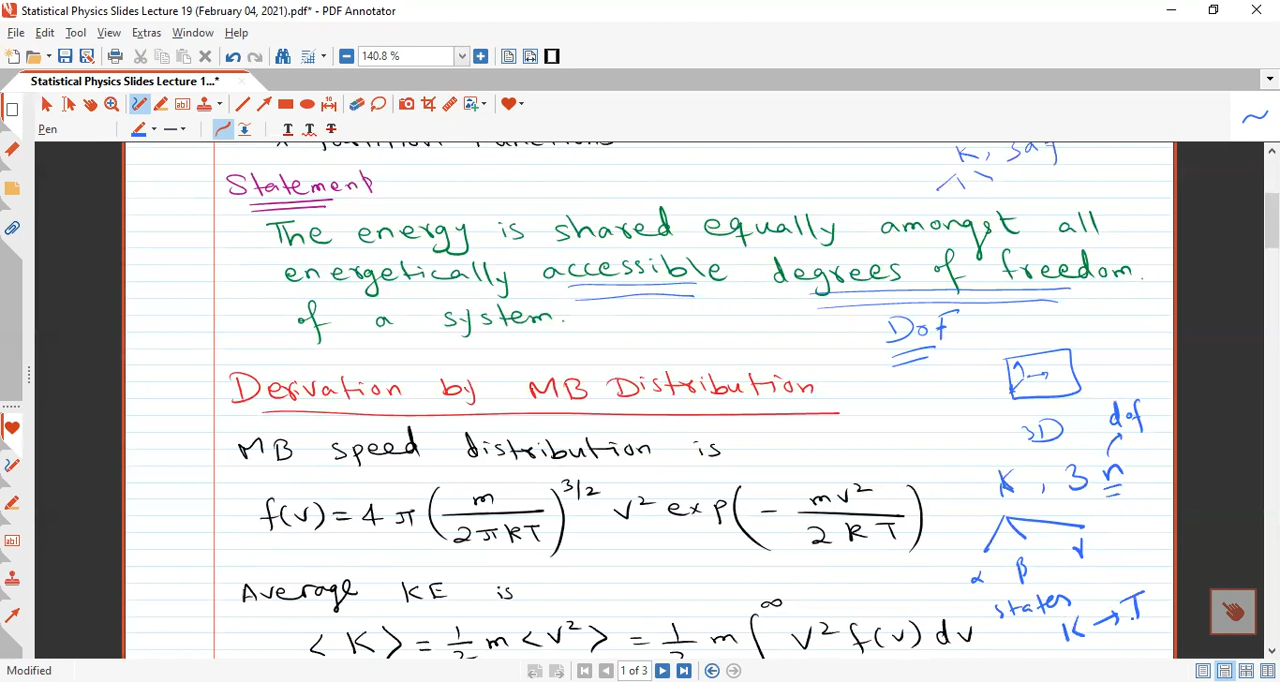 Statistical Physics Slides Lecture 19 (February 04, 2021).pdf* - PDF Annotator
File Edit Tool View Extras Window Help
140.8 %
Statistical Physics Slides Lecture 1...*
Pen
K, say
Statement
The energy is shared equally amongst all
energetically accessible degrees of freedom.
of a system.
DoF
Derivation by MB Distribution
3D
dof
MB speed distribution is
K, 3 n
f(v) = 4 π (m / 2πKT)^3/2 v² exp(- mv² / 2 K T)
α β γ
states
K → T
Average KE is
< K > = 1/2 m < v² > = 1/2 m ∫ ∞ v² f(v) dv
Modified
1 of 3